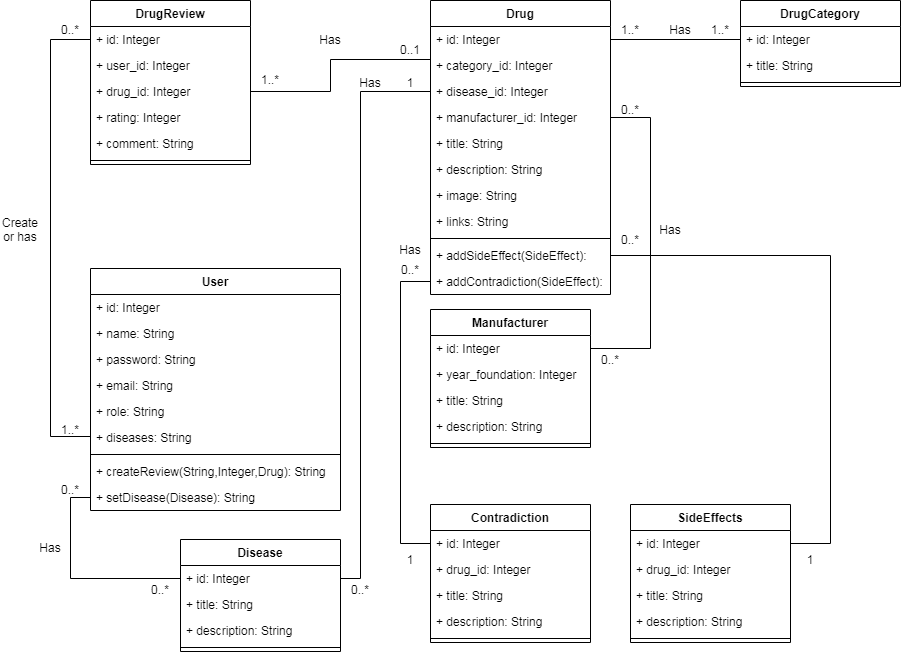 DrugReview
+ id: Integer
+ user_id: Integer
+ drug_id: Integer
+ rating: Integer
+ comment: String
0..*
1..*
Has
0..1
Has
1
Drug
+ id: Integer
+ category_id: Integer
+ disease_id: Integer
+ manufacturer_id: Integer
+ title: String
+ description: String
+ image: String
+ links: String
+ addSideEffect(SideEffect):
+ addContradiction(SideEffect):
1..*
Has
1..*
DrugCategory
+ id: Integer
+ title: String
0..*
Has
0..*
Has
0..*
Create
or has
User
+ id: Integer
+ name: String
+ password: String
+ email: String
+ role: String
+ diseases: String
+ createReview(String,Integer,Drug): String
+ setDisease(Disease): String
1..*
0..*
Has
0..*
Manufacturer
+ id: Integer
+ year_foundation: Integer
+ title: String
+ description: String
0..*
Disease
+ id: Integer
+ title: String
+ description: String
0..*
Contradiction
+ id: Integer
+ drug_id: Integer
+ title: String
+ description: String
1
SideEffects
+ id: Integer
+ drug_id: Integer
+ title: String
+ description: String
1